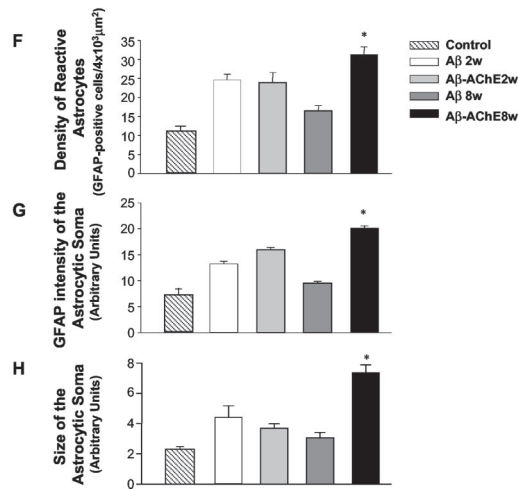 F
Density of Reactive
Astrocytes
(GFAP-positive cells/4x10³µm²)
35
30
25
20
15
10
5
0
*
Control
Aβ 2w
Aβ-AChE2w
Aβ 8w
Aβ-AChE8w
G
GFAP intensity of the
Astrocytic Soma
(Arbitrary Units)
20
15
10
5
0
*
H
Size of the
Astrocytic Soma
(Arbitrary Units)
8
6
4
2
0
*